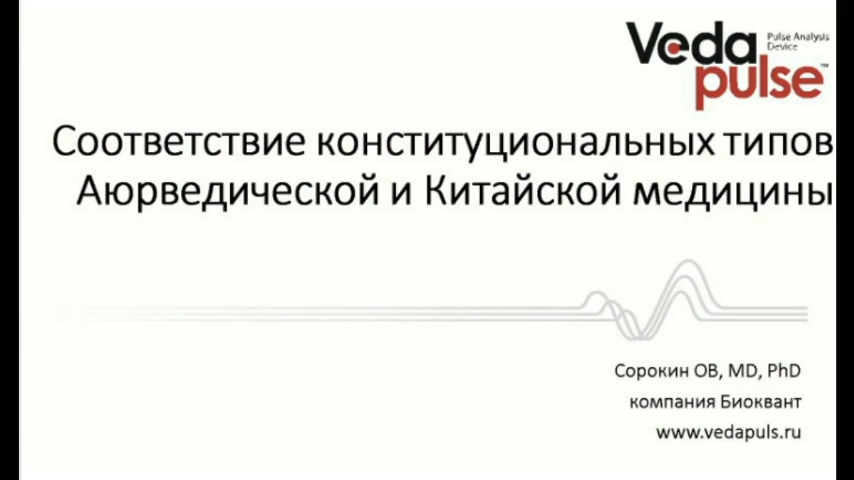 Veda Pulse Analysis Device
pulse™
Соответствие конституциональных типов
Аюрведической и Китайской медицины
Сорокин ОВ, MD, PhD
компания Биоквант
www.vedapuls.ru